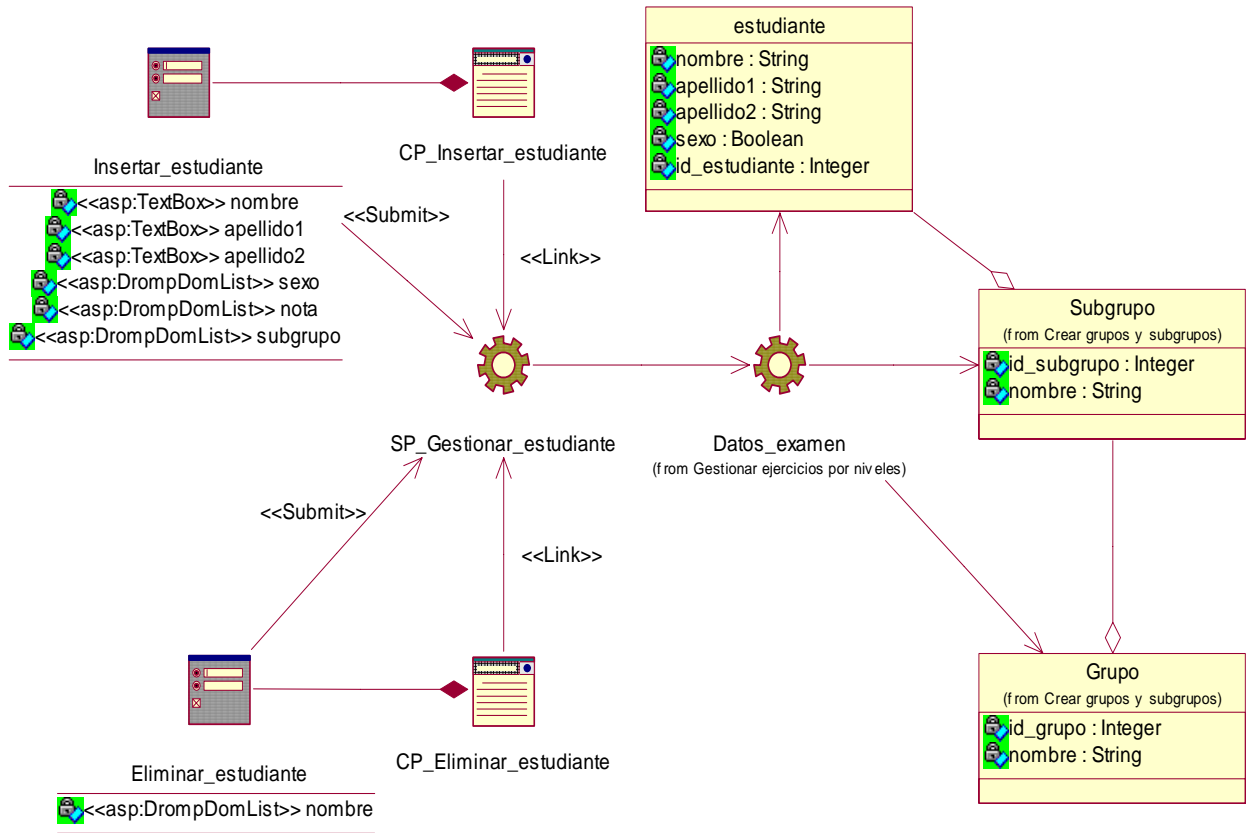 estudiante
nombre : String
apellido1 : String
apellido2 : String
sexo : Boolean
id_estudiante : Integer
CP_Insertar_estudiante
Insertar_estudiante
<<asp:TextBox>> nombre
<<asp:TextBox>> apellido1
<<asp:TextBox>> apellido2
<<asp:DrompDomList>> sexo
<<asp:DrompDomList>> nota
<<asp:DrompDomList>> subgrupo
<<Submit>>
<<Link>>
Subgrupo
(from Crear grupos y subgrupos)
id_subgrupo : Integer
nombre : String
SP_Gestionar_estudiante
Datos_examen
(from Gestionar ejercicios por niveles)
<<Submit>>
<<Link>>
Grupo
(from Crear grupos y subgrupos)
id_grupo : Integer
nombre : String
CP_Eliminar_estudiante
Eliminar_estudiante
<<asp:DrompDomList>> nombre